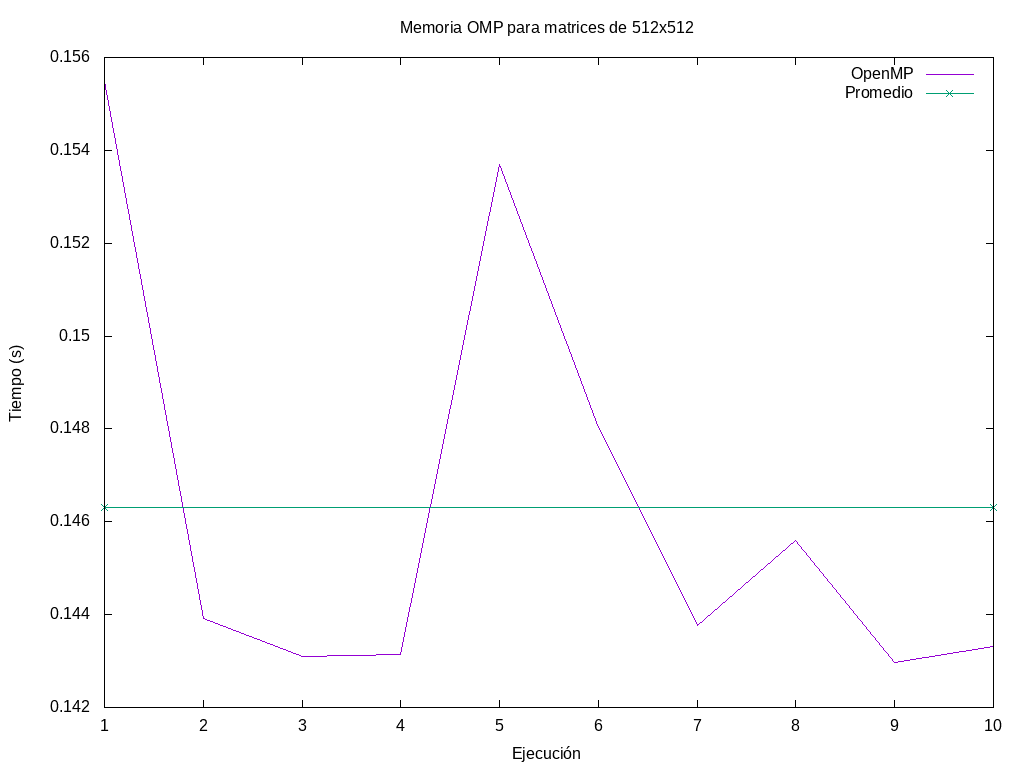 Memoria OMP para matrices de 512x512
OpenMP
Promedio
0.156
0.154
0.152
0.15
0.148
0.146
0.144
0.142
Tiempo (s)
1 2 3 4 5 6 7 8 9 10
Ejecución